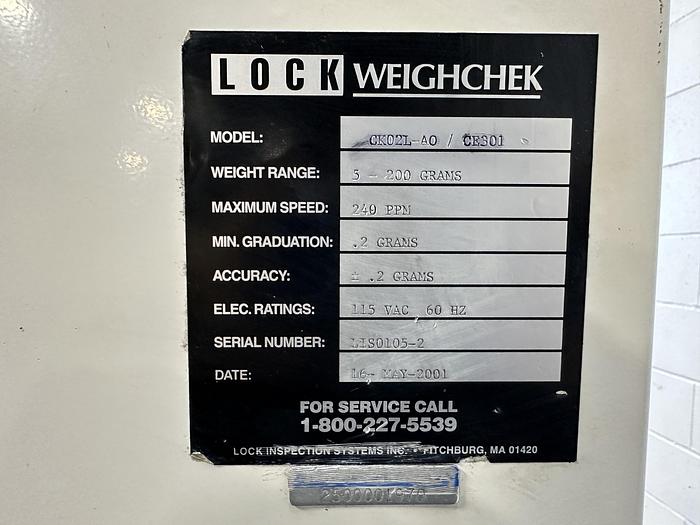 LOCK WEIGHCHEK
MODEL: CK02L-A0 / CE301
WEIGHT RANGE: 5 - 200 GRAMS
MAXIMUM SPEED: 240 PPM
MIN. GRADUATION: .2 GRAMS
ACCURACY: ± .2 GRAMS
ELEC. RATINGS: 115 VAC 60 HZ
SERIAL NUMBER: LIS0105-2
DATE: 16-MAY-2001
FOR SERVICE CALL
1-800-227-5539
LOCK INSPECTION SYSTEMS INC. • FITCHBURG, MA 01420